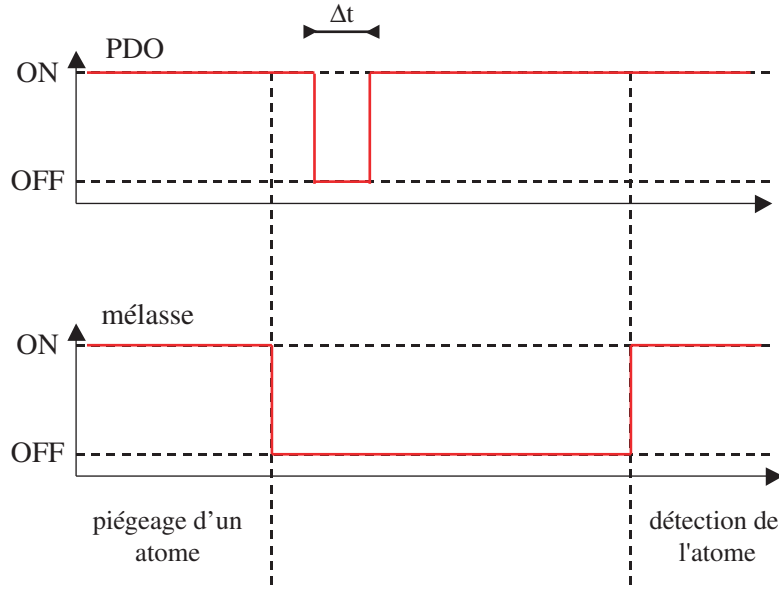 Δt
PDO
ON
OFF
mélasse
ON
OFF
piégeage d'un
atome
détection de
l'atome